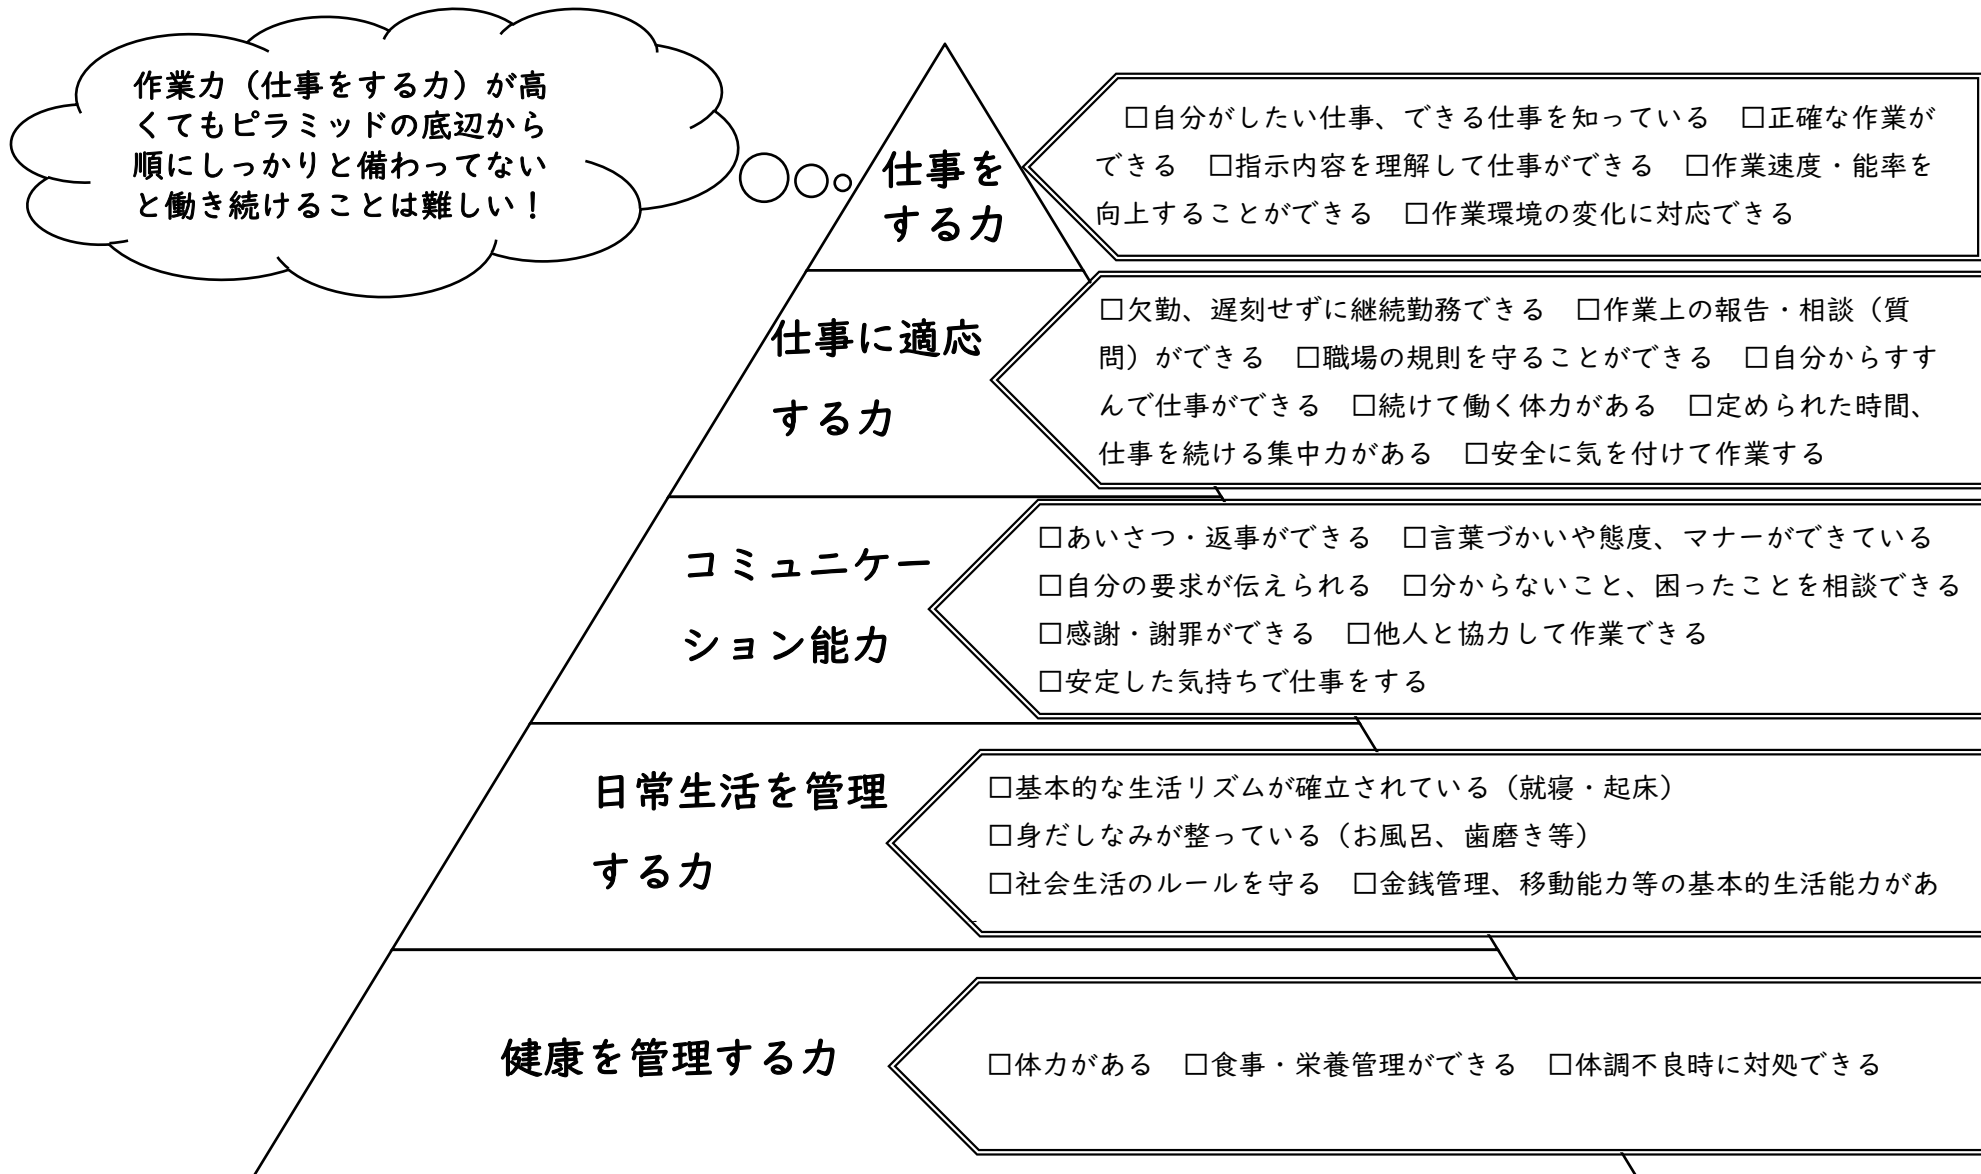 作業力（仕事をする力）が高
くてもピラミッドの底辺から
順にしっかりと備わってない
と働き続けることは難しい！
仕事を
する力
□自分がしたい仕事、できる仕事を知っている　□正確な作業が
できる　□指示内容を理解して仕事ができる　□作業速度・能率を
向上することができる　□作業環境の変化に対応できる
仕事に適応
する力
□欠勤、遅刻せずに継続勤務できる　□作業上の報告・相談（質
問）ができる　□職場の規則を守ることができる　□自分からすす
んで仕事ができる　□続けて働く体力がある　□定められた時間、
仕事を続ける集中力がある　□安全に気を付けて作業する
コミュニケー
ション能力
□あいさつ・返事ができる　□言葉づかいや態度、マナーができている
□自分の要求が伝えられる　□分からないこと、困ったことを相談できる
□感謝・謝罪ができる　□他人と協力して作業できる
□安定した気持ちで仕事をする
日常生活を管理
する力
□基本的な生活リズムが確立されている（就寝・起床）
□身だしなみが整っている（お風呂、歯磨き等）
□社会生活のルールを守る　□金銭管理、移動能力等の基本的生活能力があ
健康を管理する力
□体力がある　□食事・栄養管理ができる　□体調不良時に対処できる